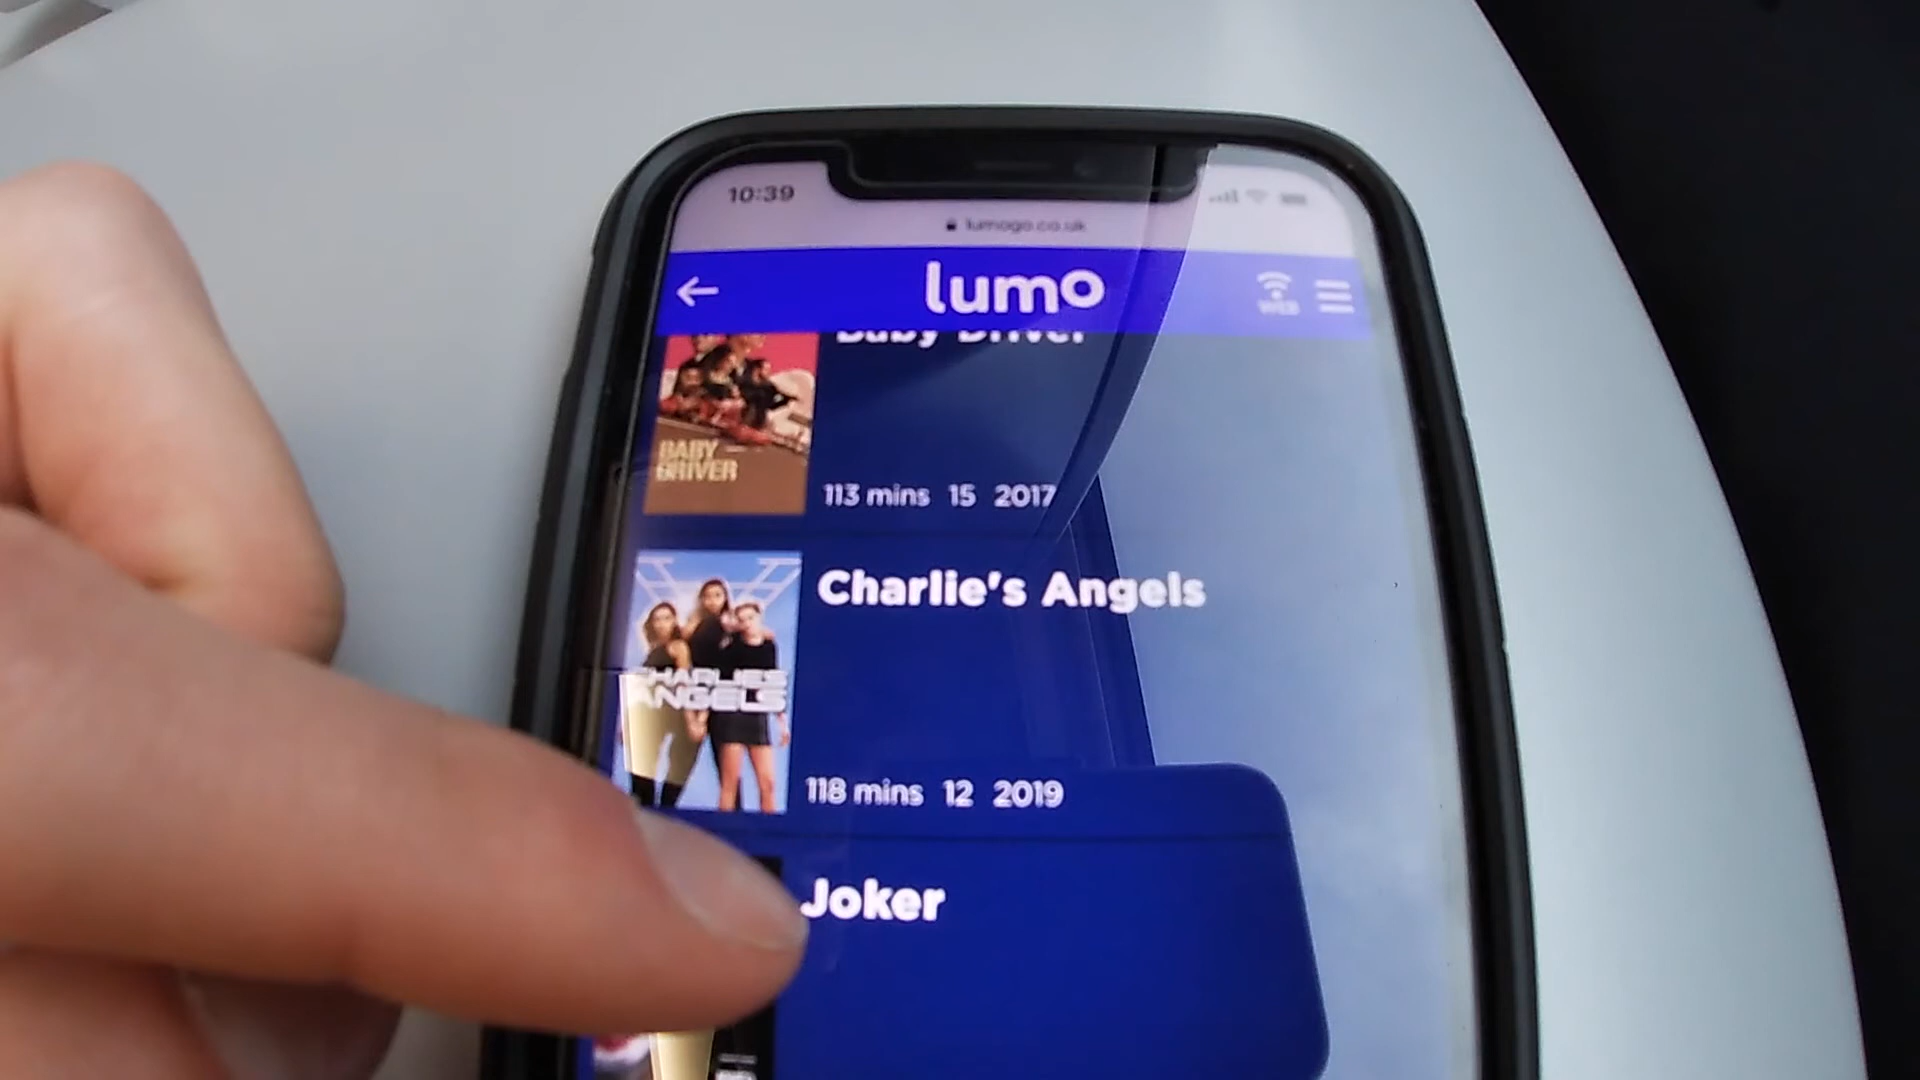 10:39
lumogo.co.uk
lumo
WEB
Baby Driver
BABY
DRIVER
113 mins 15 2017
Charlie's Angels
CHARLIE'S
ANGELS
118 mins 12 2019
Joker